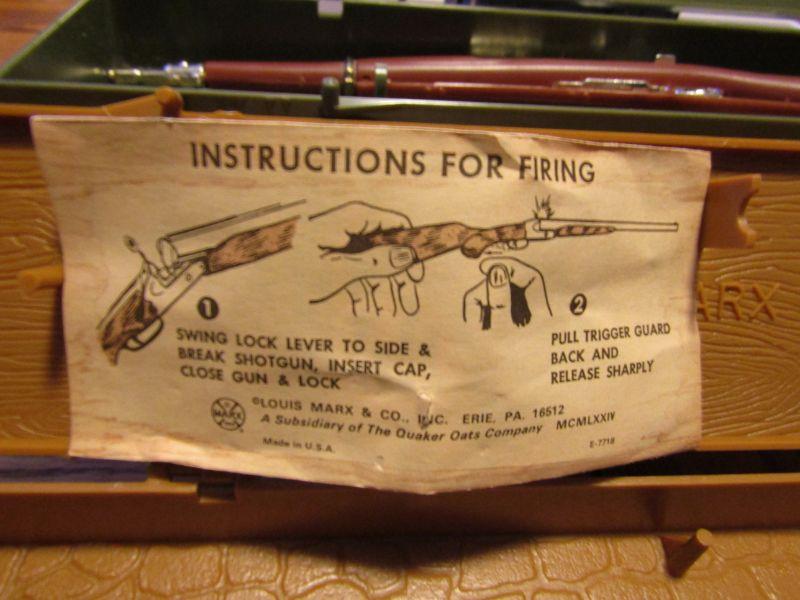 INSTRUCTIONS FOR FIRING
1
SWING LOCK LEVER TO SIDE &
BREAK SHOTGUN, INSERT CAP,
CLOSE GUN & LOCK
2
PULL TRIGGER GUARD
BACK AND
RELEASE SHARPLY
MARX
©LOUIS MARX & CO., INC. ERIE, PA. 16512
A Subsidiary of The Quaker Oats Company MCMLXXIV
Made in U.S.A.
E-7718
ARX